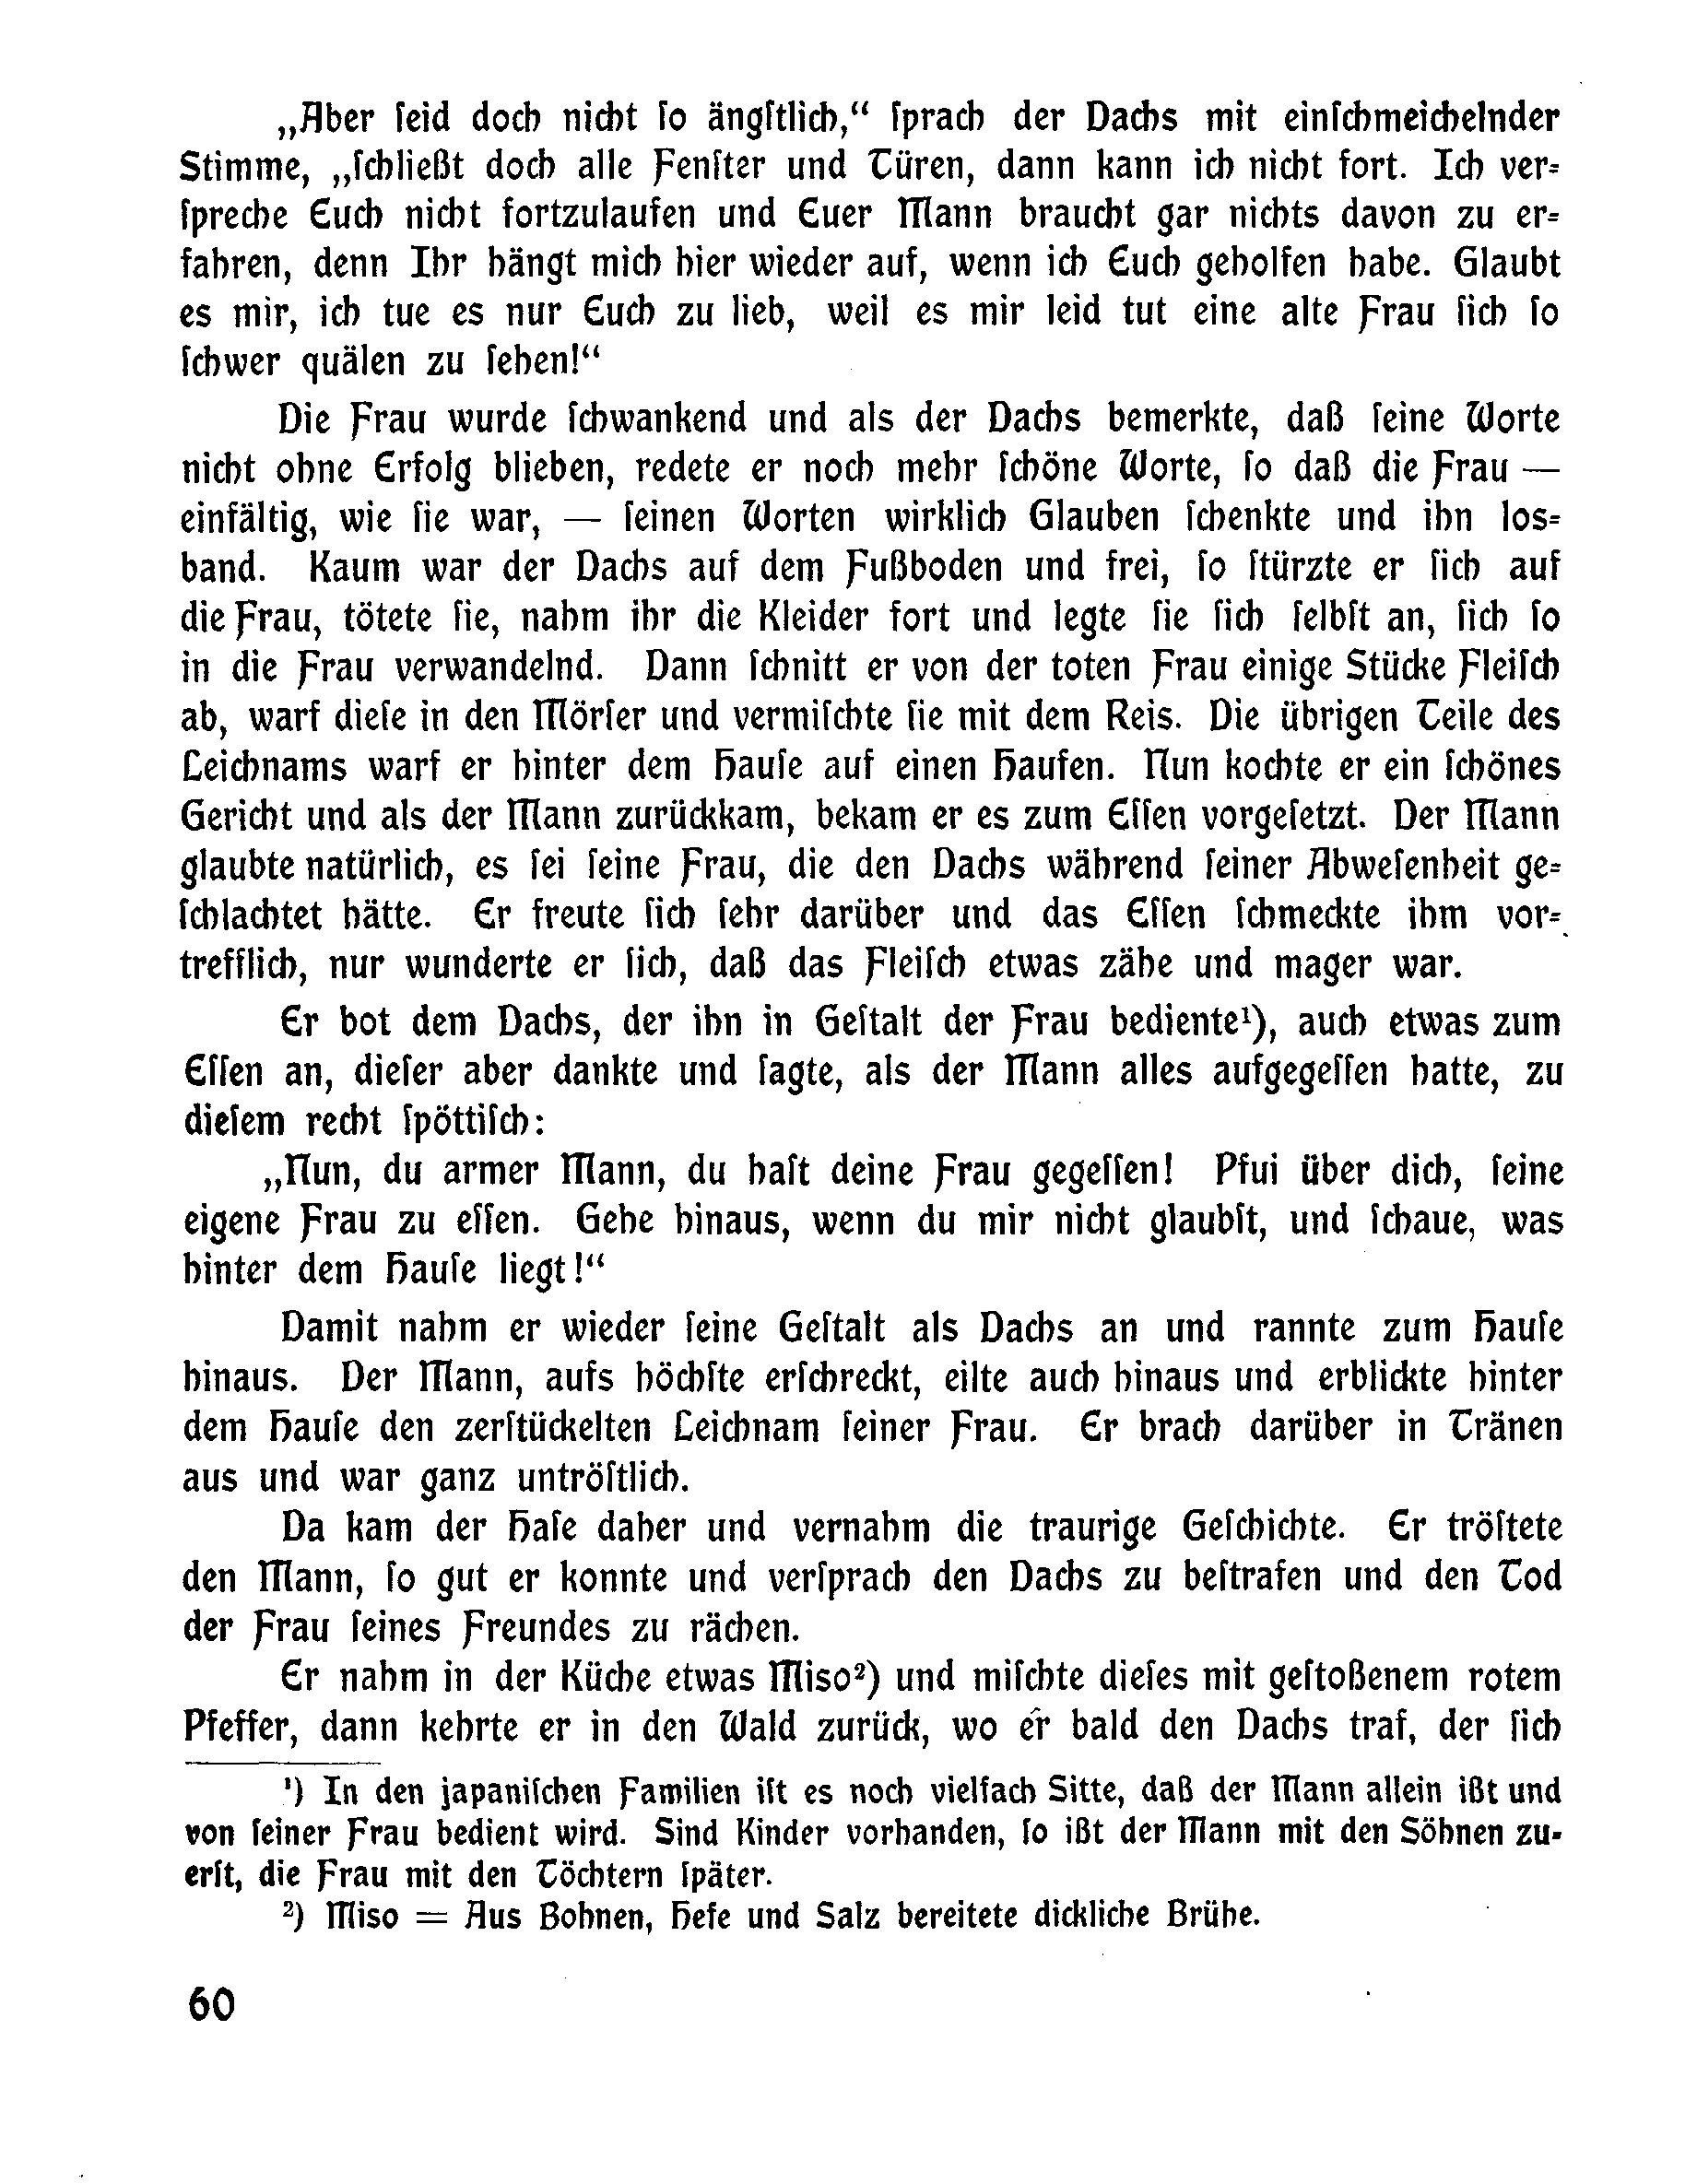 „Aber ſeid doch nicht ſo ängſtlich,“ ſprach der Dachs mit einſchmeichelnder
Stimme, „ſchließt doch alle Fenſter und Türen, dann kann ich nicht fort. Ich ver-
ſpreche Euch nicht fortzulaufen und Euer Mann braucht gar nichts davon zu er-
fahren, denn Ihr hängt mich hier wieder auf, wenn ich Euch geholfen habe. Glaubt
es mir, ich tue es nur Euch zu lieb, weil es mir leid tut eine alte Frau ſich ſo
ſchwer quälen zu ſehen!“
Die Frau wurde ſchwankend und als der Dachs bemerkte, daß ſeine Worte
nicht ohne Erfolg blieben, redete er noch mehr ſchöne Worte, ſo daß die Frau —
einfältig, wie ſie war, — ſeinen Worten wirklich Glauben ſchenkte und ihn los-
band. Kaum war der Dachs auf dem Fußboden und frei, ſo ſtürzte er ſich auf
die Frau, tötete ſie, nahm ihr die Kleider fort und legte ſie ſich ſelbſt an, ſich ſo
in die Frau verwandelnd. Dann ſchnitt er von der toten Frau einige Stücke Fleiſch
ab, warf dieſe in den Mörſer und vermiſchte ſie mit dem Reis. Die übrigen Teile des
Leichnams warf er hinter dem Hauſe auf einen Haufen. Nun kochte er ein ſchönes
Gericht und als der Mann zurückkam, bekam er es zum Eſſen vorgeſetzt. Der Mann
glaubte natürlich, es ſei ſeine Frau, die den Dachs während ſeiner Abweſenheit ge-
ſchlachtet hätte. Er freute ſich ſehr darüber und das Eſſen ſchmeckte ihm vor-
trefflich, nur wunderte er ſich, daß das Fleiſch etwas zähe und mager war.
Er bot dem Dachs, der ihn in Geſtalt der Frau bediente¹), auch etwas zum
Eſſen an, dieſer aber dankte und ſagte, als der Mann alles aufgegeſſen hatte, zu
dieſem recht ſpöttiſch:
„Nun, du armer Mann, du haſt deine Frau gegeſſen! Pfui über dich, ſeine
eigene Frau zu eſſen. Gehe hinaus, wenn du mir nicht glaubſt, und ſchaue, was
hinter dem Hauſe liegt!“
Damit nahm er wieder ſeine Geſtalt als Dachs an und rannte zum Hauſe
hinaus. Der Mann, aufs höchſte erſchreckt, eilte auch hinaus und erblickte hinter
dem Hauſe den zerſtückelten Leichnam ſeiner Frau. Er brach darüber in Tränen
aus und war ganz untröſtlich.
Da kam der Haſe daher und vernahm die traurige Geſchichte. Er tröſtete
den Mann, ſo gut er konnte und verſprach den Dachs zu beſtrafen und den Tod
der Frau ſeines Freundes zu rächen.
Er nahm in der Küche etwas Miso²) und miſchte dieſes mit geſtoßenem rotem
Pfeffer, dann kehrte er in den Wald zurück, wo er bald den Dachs traf, der ſich
¹) In den japaniſchen Familien iſt es noch vielfach Sitte, daß der Mann allein ißt und
von ſeiner Frau bedient wird. Sind Kinder vorhanden, ſo ißt der Mann mit den Söhnen zu-
erſt, die Frau mit den Töchtern ſpäter.
²) Miso = Aus Bohnen, Hefe und Salz bereitete dickliche Brühe.
60